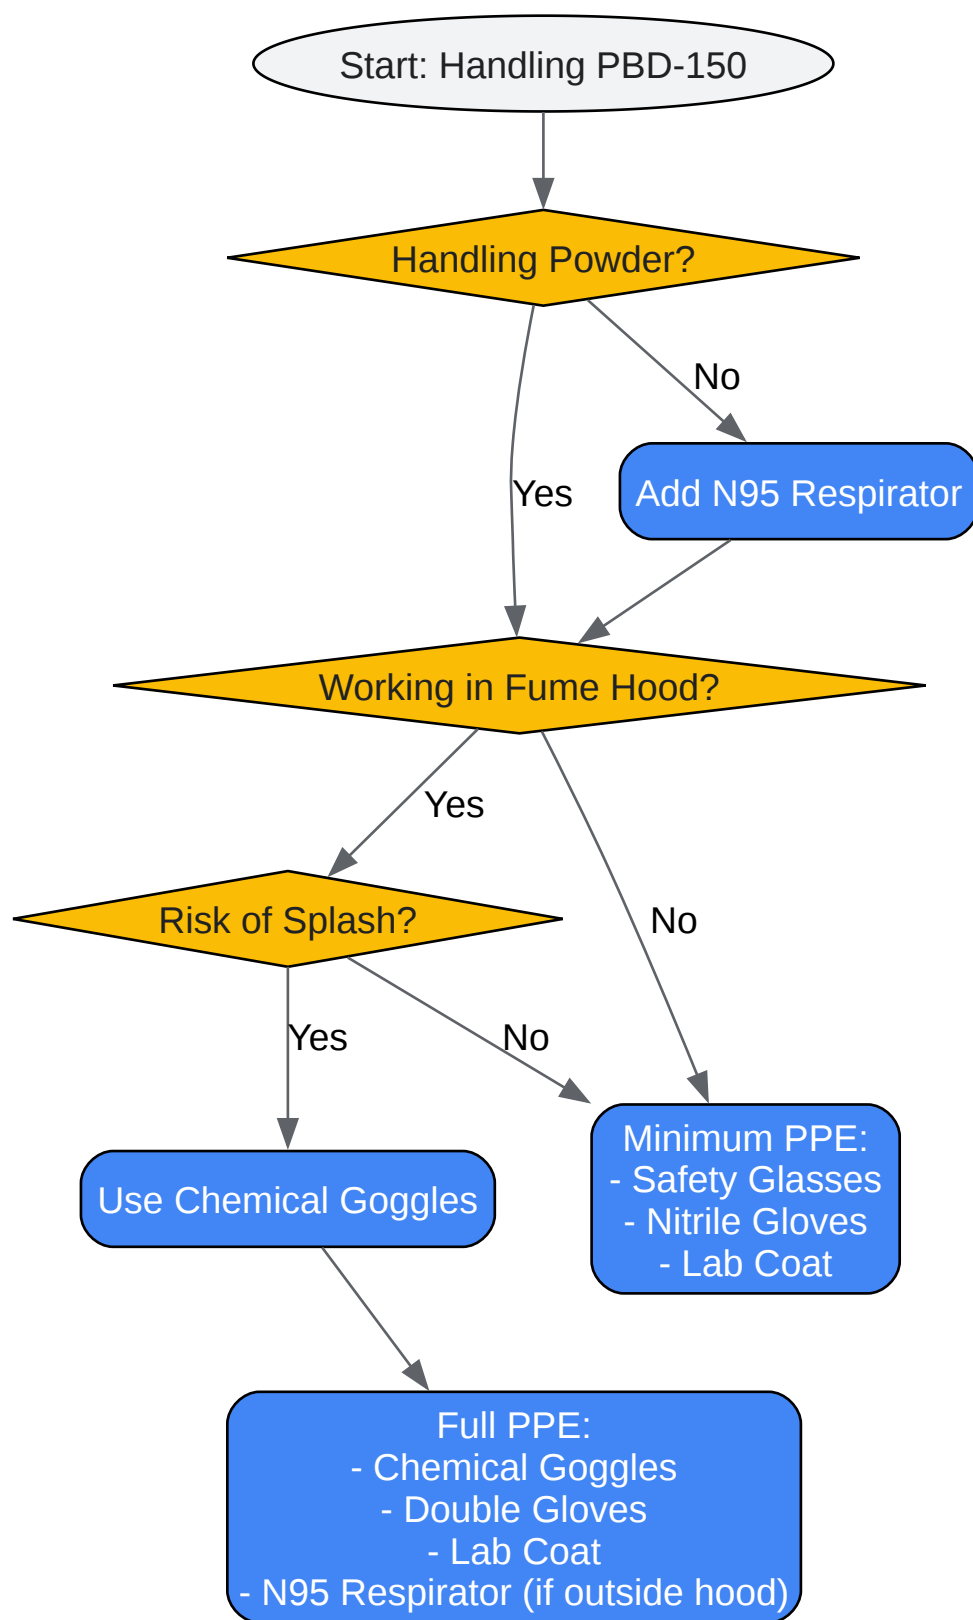 Start: Handling PBD-150
Handling Powder?
No
Yes
Add N95 Respirator
Working in Fume Hood?
Yes
Risk of Splash?
No
Yes
No
Use Chemical Goggles
Minimum PPE:
- Safety Glasses
- Nitrile Gloves
- Lab Coat
Full PPE:
- Chemical Goggles
- Double Gloves
- Lab Coat
- N95 Respirator (if outside hood)